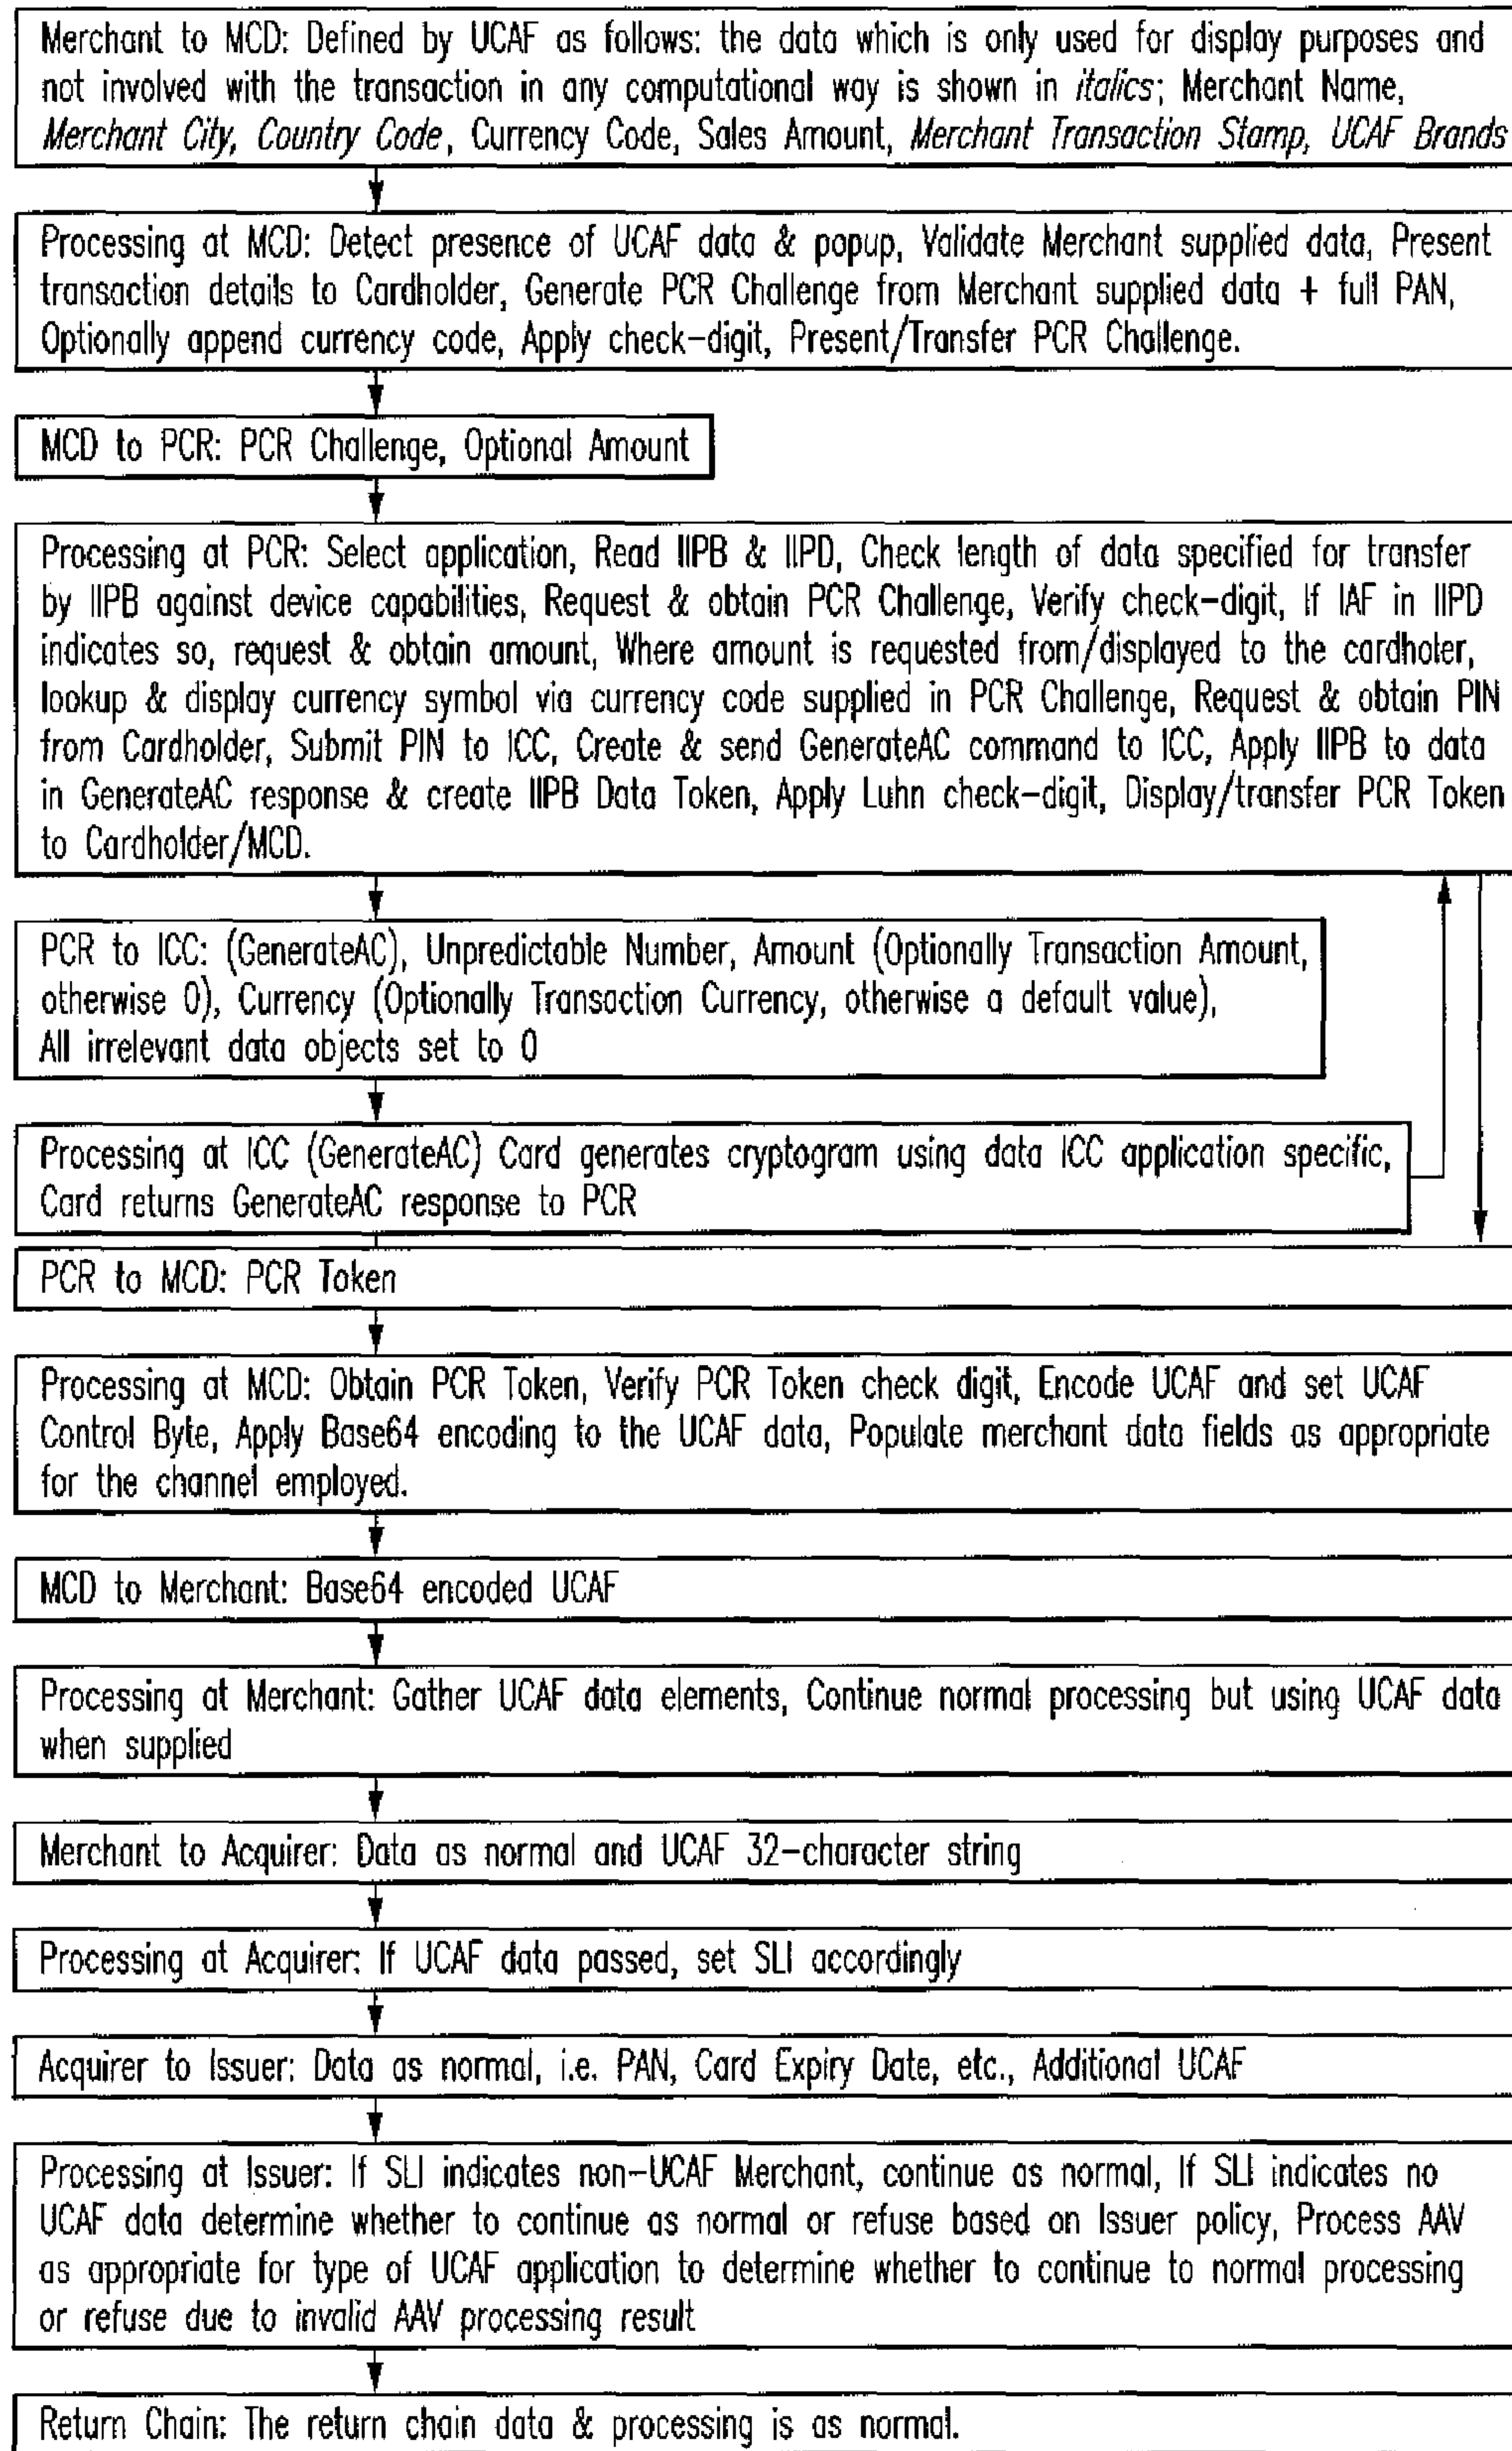 Merchant to MCD: Defined by UCAF as follows: the data which is only used for display purposes and
not involved with the transaction in any computational way is shown in italics; Merchant Name,
Merchant City, Country Code, Currency Code, Sales Amount, Merchant Transaction Stamp, UCAF Brands
Processing at MCD: Detect presence of UCAF data & popup, Validate Merchant supplied data, Present
transaction details to Cardholder, Generate PCR Challenge from Merchant supplied data + full PAN,
Optionally append currency code, Apply check-digit, Present/Transfer PCR Challenge.
MCD to PCR: PCR Challenge, Optional Amount
Processing at PCR: Select application, Read IIPB & IIPD, Check length of data specified for transfer
by IIPB against device capabilities, Request & obtain PCR Challenge, Verify check-digit, If IAF in IIPD
indicates so, request & obtain amount, Where amount is requested from/displayed to the cardholer,
lookup & display currency symbol via currency code supplied in PCR Challenge, Request & obtain PIN
from Cardholder, Submit PIN to ICC, Create & send GenerateAC command to ICC, Apply IIPB to data
in GenerateAC response & create IIPB Data Token, Apply Luhn check-digit, Display/transfer PCR Token
to Cardholder/MCD.
PCR to ICC: (GenerateAC), Unpredictable Number, Amount (Optionally Transaction Amount,
otherwise 0), Currency (Optionally Transaction Currency, otherwise a default value),
All irrelevant data objects set to 0
Processing at ICC (GenerateAC) Card generates cryptogram using data ICC application specific,
Card returns GenerateAC response to PCR
PCR to MCD: PCR Token
Processing at MCD: Obtain PCR Token, Verify PCR Token check digit, Encode UCAF and set UCAF
Control Byte, Apply Base64 encoding to the UCAF data, Populate merchant data fields as appropriate
for the channel employed.
MCD to Merchant: Base64 encoded UCAF
Processing at Merchant: Gather UCAF data elements, Continue normal processing but using UCAF data
when supplied
Merchant to Acquirer: Data as normal and UCAF 32-character string
Processing at Acquirer: If UCAF data passed, set SLI accordingly
Acquirer to Issuer: Data as normal, i.e. PAN, Card Expiry Date, etc., Additional UCAF
Processing at Issuer: If SLI indicates non-UCAF Merchant, continue as normal, If SLI indicates no
UCAF data determine whether to continue as normal or refuse based on Issuer policy, Process AAV
as appropriate for type of UCAF application to determine whether to continue to normal processing
or refuse due to invalid AAV processing result
Return Chain: The return chain data & processing is as normal.